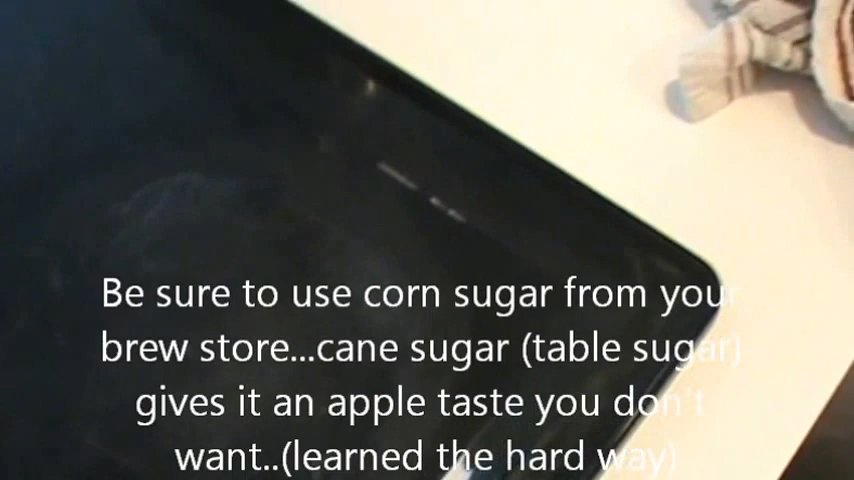 Be sure to use corn sugar from your
brew store...cane sugar (table sugar)
gives it an apple taste you don't
want..(learned the hard way)